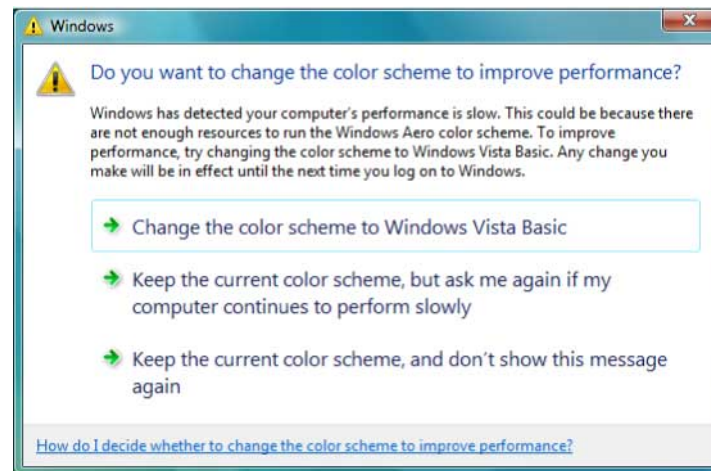 Windows
Do you want to change the color scheme to improve performance?
Windows has detected your computer's performance is slow. This could be because there
are not enough resources to run the Windows Aero color scheme. To improve
performance, try changing the color scheme to Windows Vista Basic. Any change you
make will be in effect until the next time you log on to Windows.
Change the color scheme to Windows Vista Basic
Keep the current color scheme, but ask me again if my
computer continues to perform slowly
Keep the current color scheme, and don't show this message
again
How do I decide whether to change the color scheme to improve performance?